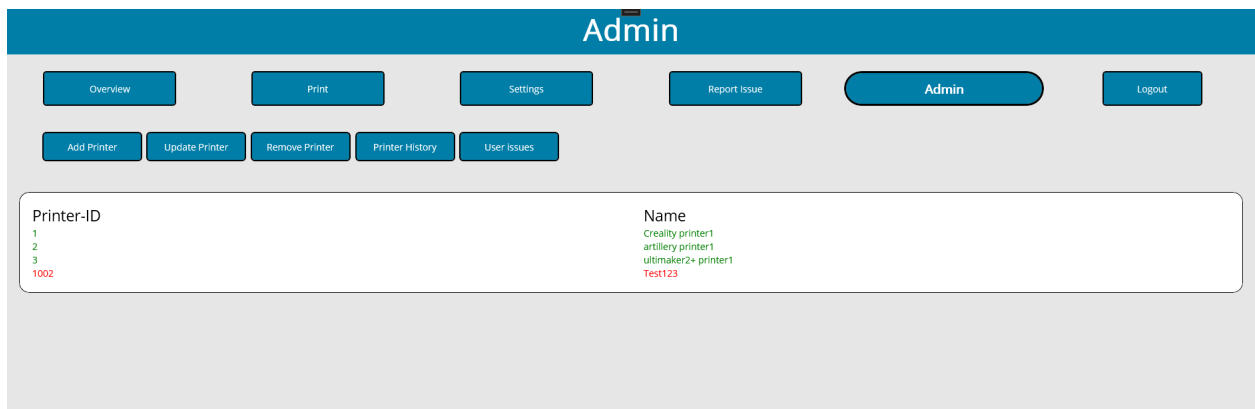 Admin
Overview Print Settings Report Issue Admin Logout
Add Printer Update Printer Remove Printer Printer History User issues
Printer-ID Name
1 Creality printer1
2 artillery printer1
3 ultimaker2+ printer1
1002 Test123